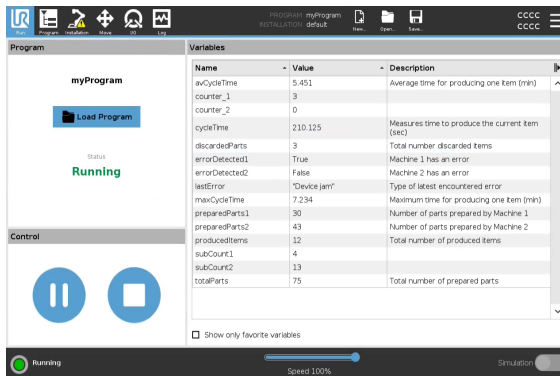 UR
Run
Program
Installation
Move
I/O
Log
PROGRAM myProgram
INSTALLATION default
New...
Open...
Save...
CCCC
CCCC
Program
myProgram
Load Program
Status
Running
Control
Variables
Name Value Description
avCycleTime 5.451 Average time for producing one item (min)
counter_1 3
counter_2 0
cycleTime 210.125 Measures time to produce the current item
(sec)
discardedParts 3 Total number discarded items
errorDetected1 True Machine 1 has an error
errorDetected2 False Machine 2 has an error
lastError "Device jam" Type of latest encountered error
maxCycleTime 7.234 Maximum time for producing one item (min)
preparedParts1 30 Number of parts prepared by Machine 1
preparedParts2 43 Number of parts prepared by Machine 2
producedItems 12 Total number of produced items
subCount1 4
subCount2 13
totalParts 75 Total number of prepared parts
Show only favorite variables
Running
Speed 100%
Simulation